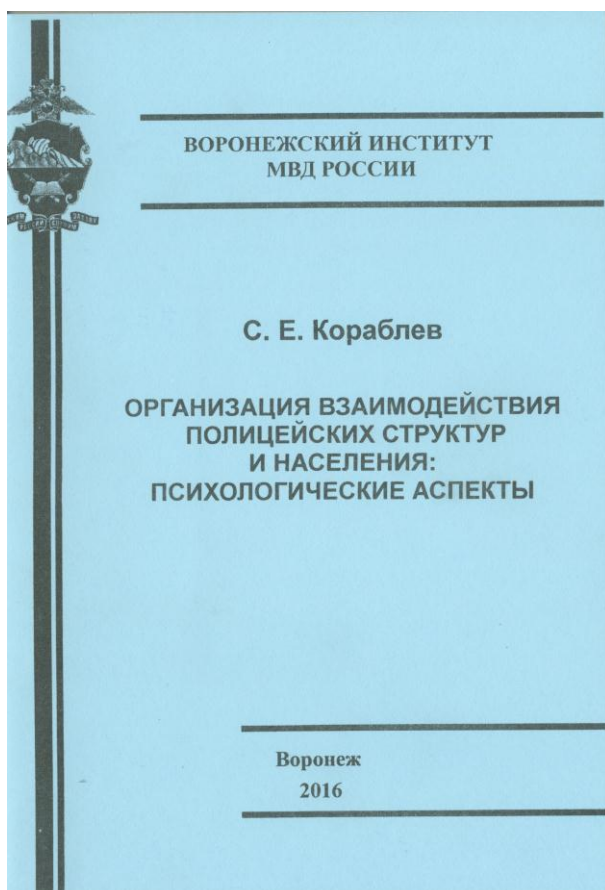 ВОРОНЕЖСКИЙ ИНСТИТУТ
МВД РОССИИ
С. Е. Кораблев
ОРГАНИЗАЦИЯ ВЗАИМОДЕЙСТВИЯ
ПОЛИЦЕЙСКИХ СТРУКТУР
И НАСЕЛЕНИЯ:
ПСИХОЛОГИЧЕСКИЕ АСПЕКТЫ
Воронеж
2016